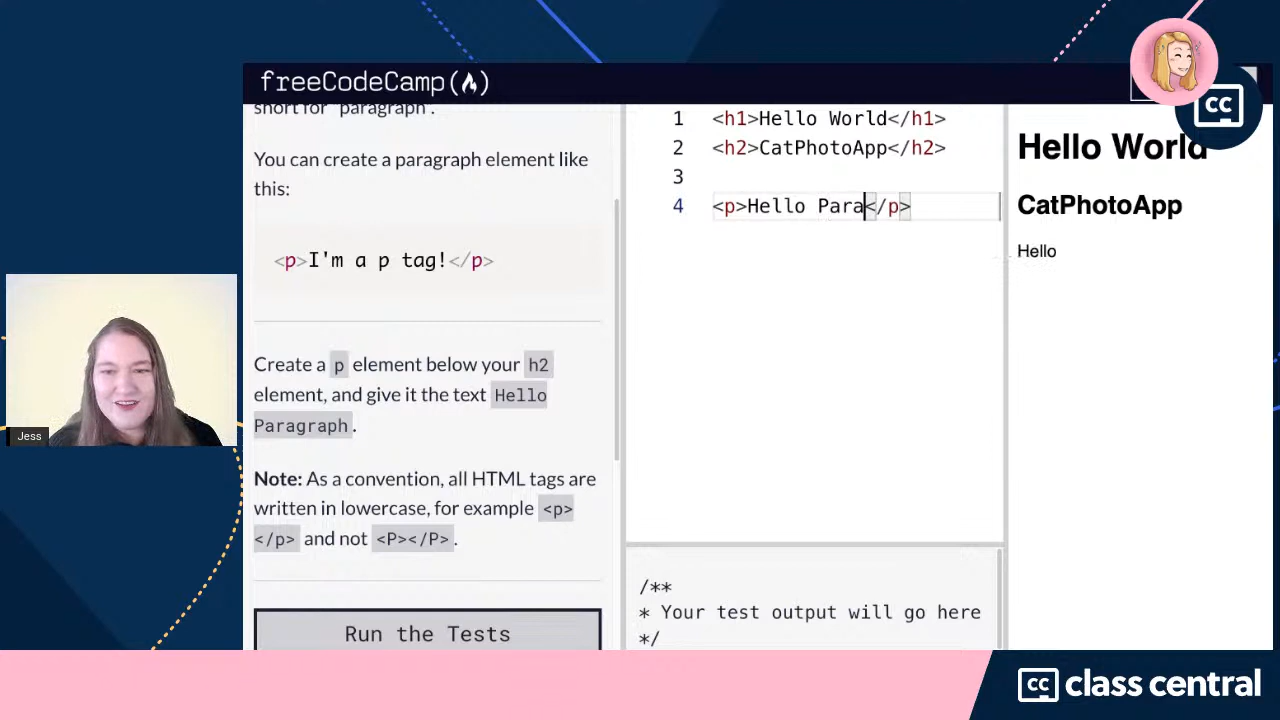 freeCodeCamp(🔥)
short for "paragraph".
You can create a paragraph element like
this:
<p>I'm a p tag!</p>
Create a p element below your h2
element, and give it the text Hello
Paragraph.
Note: As a convention, all HTML tags are
written in lowercase, for example <p>
</p> and not <P></P>.
Run the Tests
1 <h1>Hello World</h1>
2 <h2>CatPhotoApp</h2>
3
4 <p>Hello Para</p>
/**
* Your test output will go here
*/
Hello World
CatPhotoApp
Hello
cc
Jess
cc class central